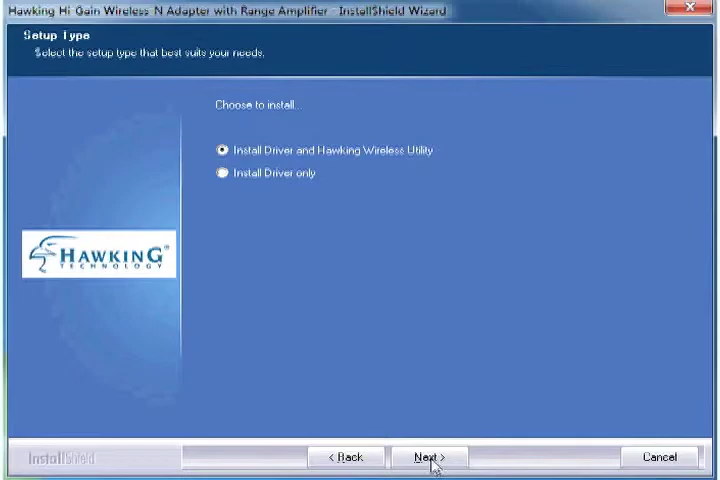 Hawking Hi-Gain Wireless-N Adapter with Range Amplifier - InstallShield Wizard
Setup Type
Select the setup type that best suits your needs.
Choose to install...
Install Driver and Hawking Wireless Utility
Install Driver only
HAWKING®
TECHNOLOGY
InstallShield
< Back
Next >
Cancel